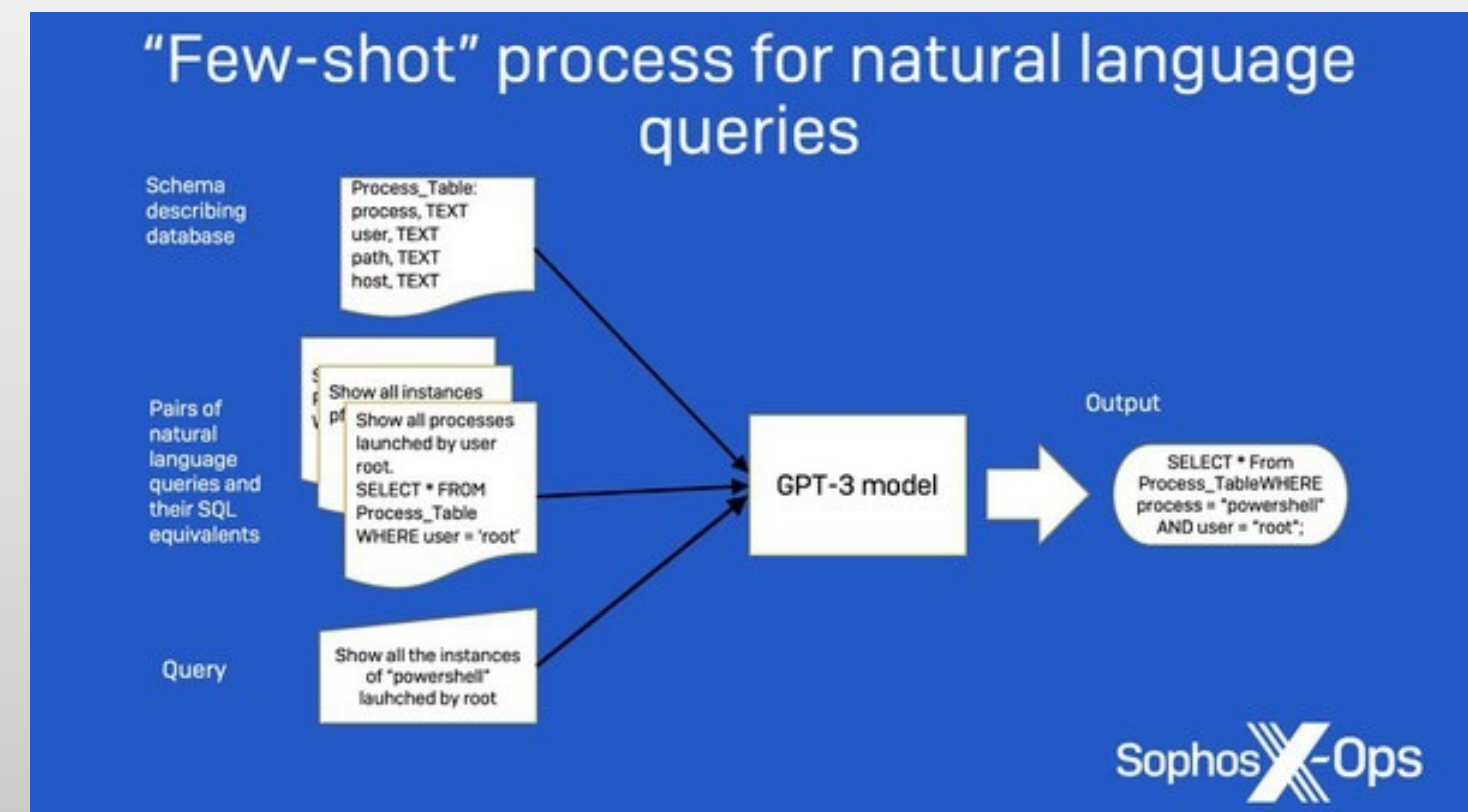 “Few-shot” process for natural language
queries
Schema
describing
database
Process_Table:
process, TEXT
user, TEXT
path, TEXT
host, TEXT
Pairs of
natural
language
queries and
their SQL
equivalents
Show all instances
Show all processes
launched by user
root.
SELECT * FROM
Process_Table
WHERE user = 'root'
Query
Show all the instances
of "powershell"
lauhched by root
GPT-3 model
Output
SELECT * From
Process_TableWHERE
process = "powershell"
AND user = "root";
Sophos X-Ops